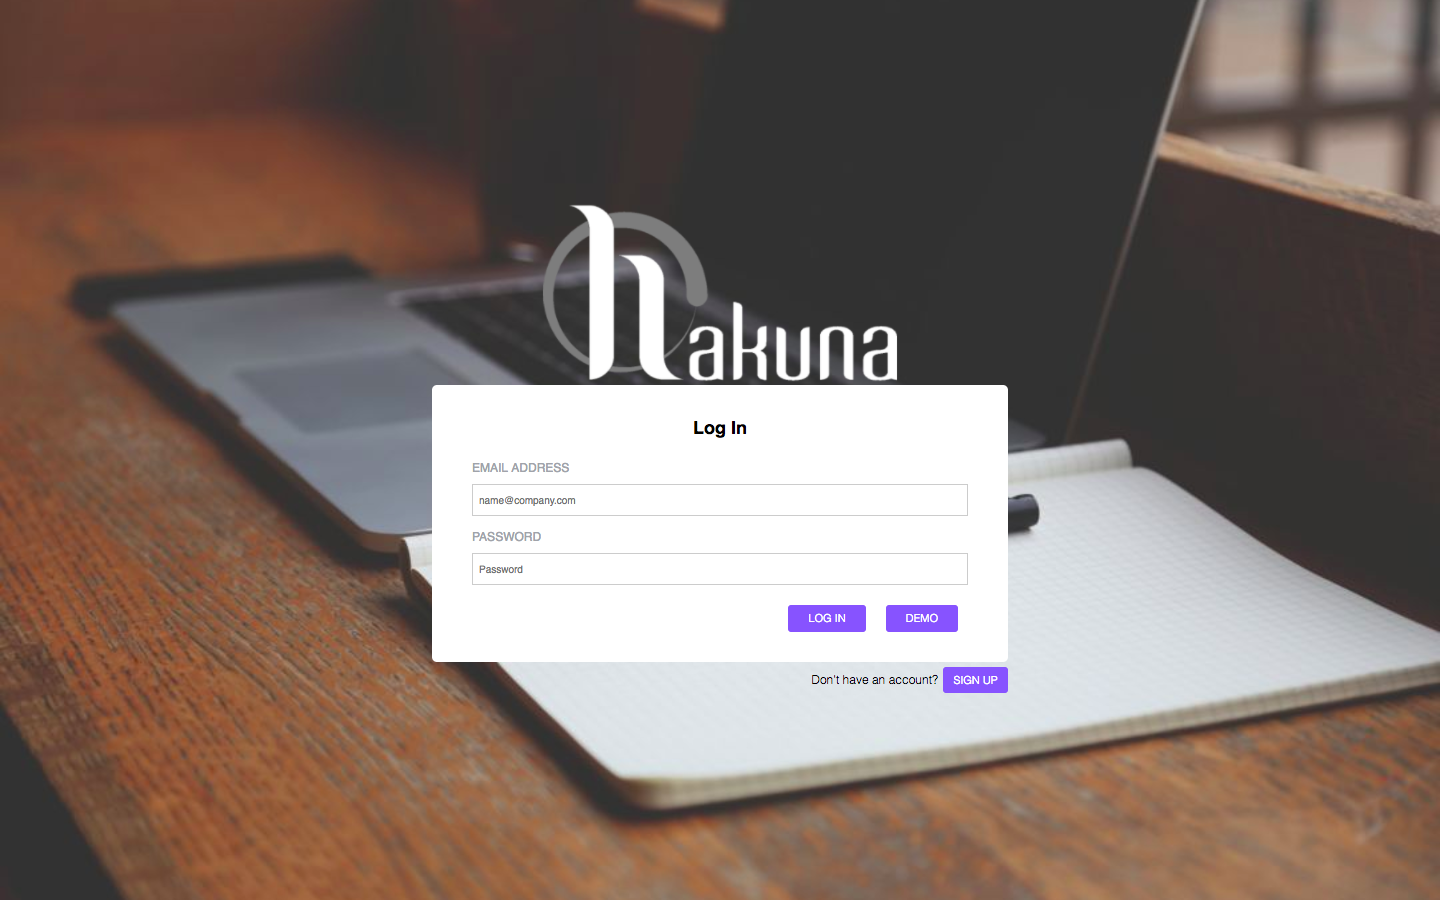 hakuna
Log In
EMAIL ADDRESS
name@company.com
PASSWORD
Password
LOG IN DEMO
Don't have an account? SIGN UP